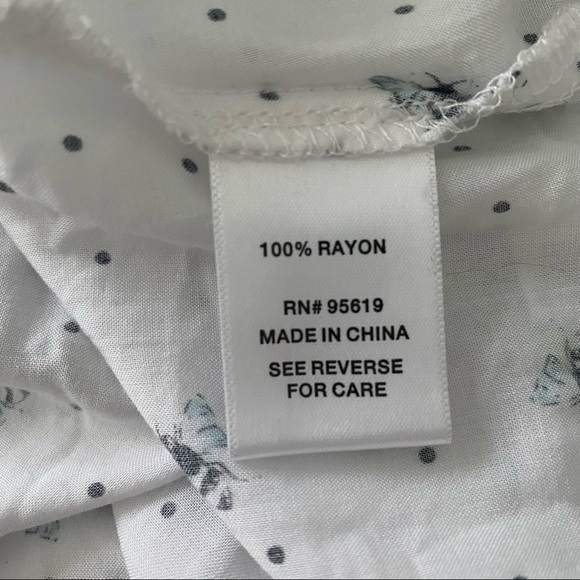 100% RAYON
RN# 95619
MADE IN CHINA
SEE REVERSE
FOR CARE